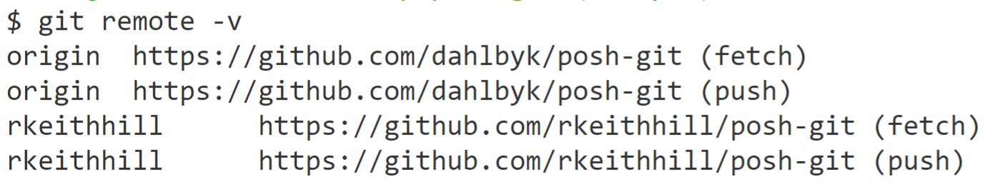 $ git remote -v
origin  https://github.com/dahlbyk/posh-git (fetch)
origin  https://github.com/dahlbyk/posh-git (push)
rkeithhill      https://github.com/rkeithhill/posh-git (fetch)
rkeithhill      https://github.com/rkeithhill/posh-git (push)